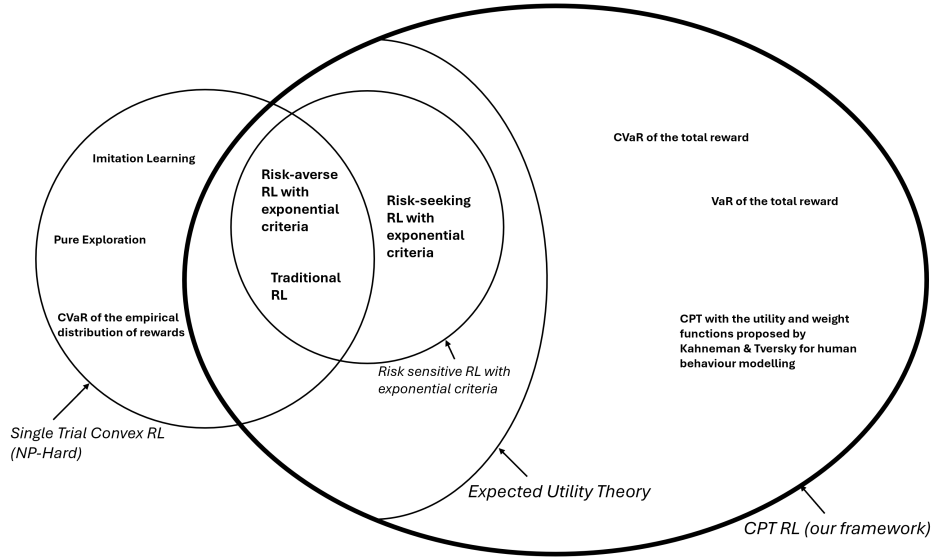 Imitation Learning
Pure Exploration
CVaR of the empirical
distribution of rewards
Single Trial Convex RL
(NP-Hard)
Risk-averse
RL with
exponential
criteria
Traditional
RL
Risk-seeking
RL with
exponential
criteria
Risk sensitive RL with
exponential criteria
Expected Utility Theory
CVaR of the total reward
VaR of the total reward
CPT with the utility and weight
functions proposed by
Kahneman & Tversky for human
behaviour modelling
CPT RL (our framework)